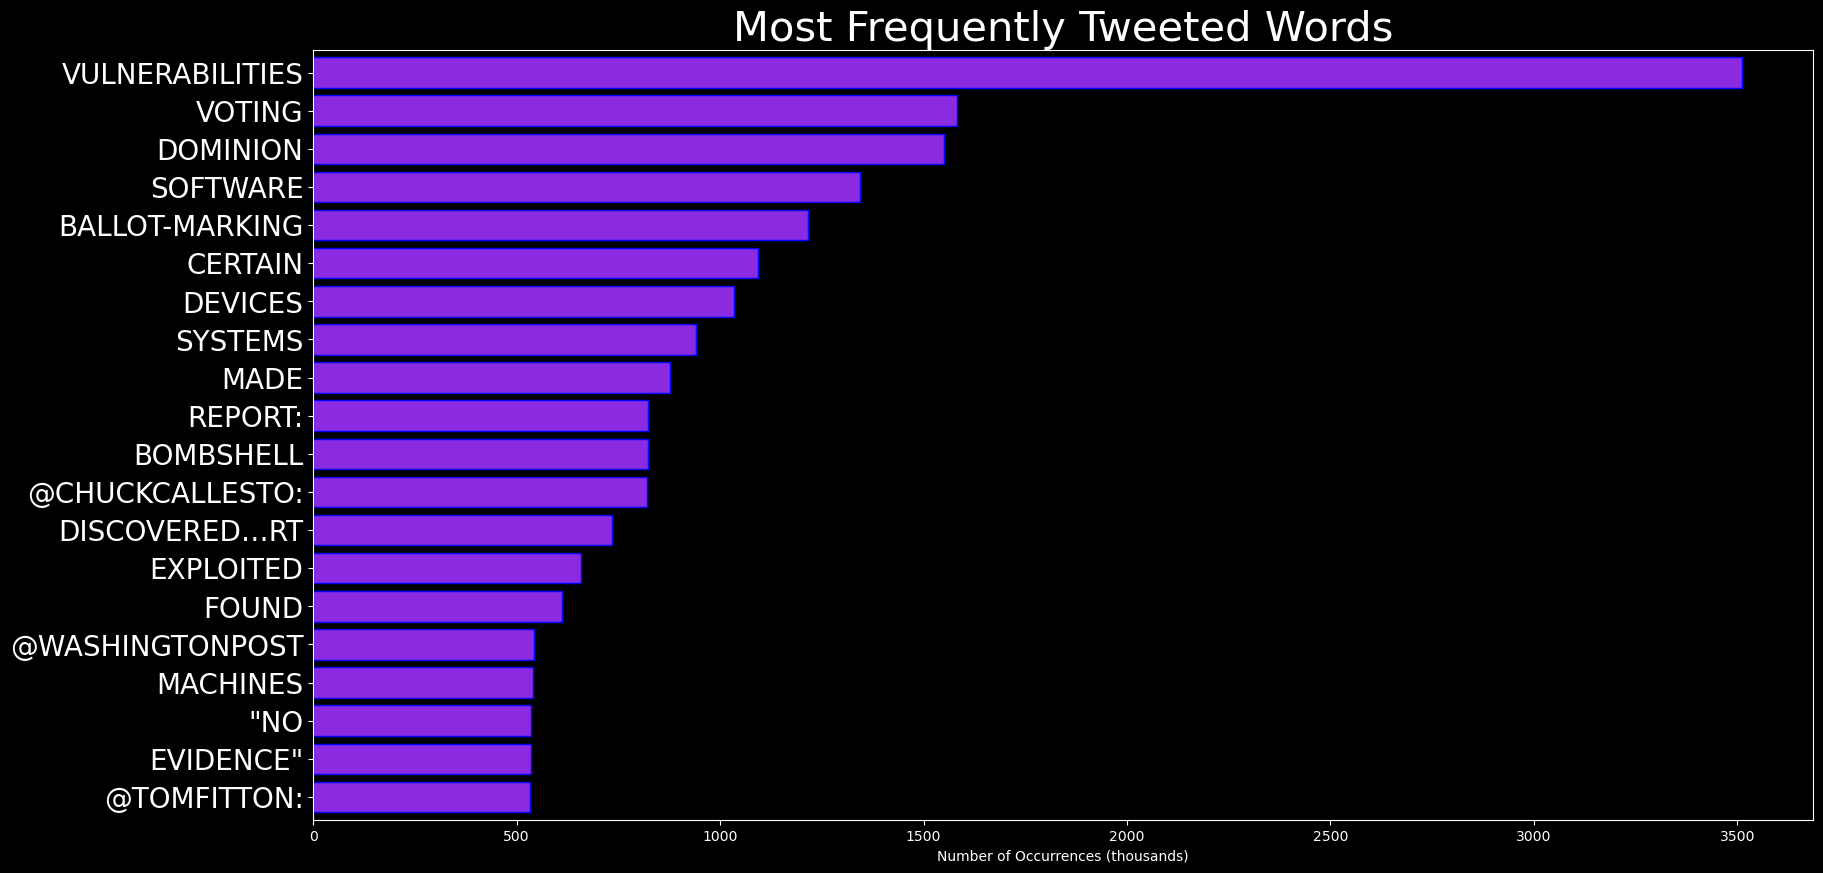 Most Frequently Tweeted Words
VULNERABILITIES
VOTING
DOMINION
SOFTWARE
BALLOT-MARKING
CERTAIN
DEVICES
SYSTEMS
MADE
REPORT:
BOMBSHELL
@CHUCKCALLESTO:
DISCOVERED...RT
EXPLOITED
FOUND
@WASHINGTONPOST
MACHINES
"NO
EVIDENCE"
@TOMFITTON:
0 500 1000 1500 2000 2500 3000 3500
Number of Occurrences (thousands)